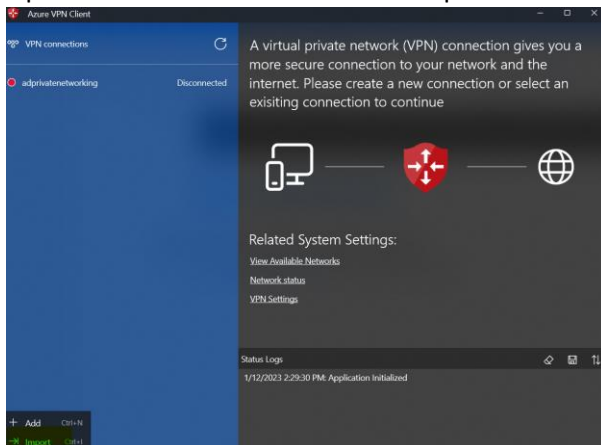 Azure VPN Client
VPN connections
adprivatenetworking Disconnected
+ Add Ctrl+N
Import Ctrl+I
A virtual private network (VPN) connection gives you a
more secure connection to your network and the
internet. Please create a new connection or select an
exisiting connection to continue
Related System Settings:
View Available Networks
Network status
VPN Settings
Status Logs
1/12/2023 2:29:30 PM: Application Initialized